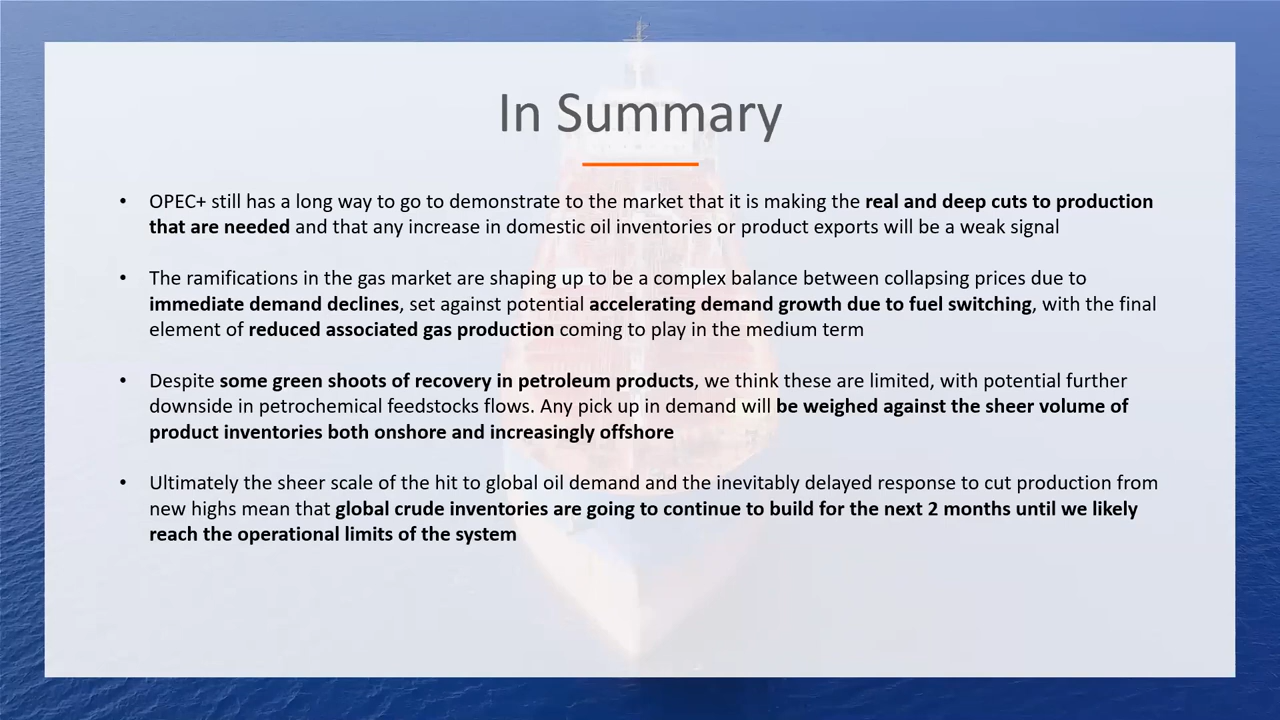 In Summary
• OPEC+ still has a long way to go to demonstrate to the market that it is making the real and deep cuts to production
that are needed and that any increase in domestic oil inventories or product exports will be a weak signal
• The ramifications in the gas market are shaping up to be a complex balance between collapsing prices due to
immediate demand declines, set against potential accelerating demand growth due to fuel switching, with the final
element of reduced associated gas production coming to play in the medium term
• Despite some green shoots of recovery in petroleum products, we think these are limited, with potential further
downside in petrochemical feedstocks flows. Any pick up in demand will be weighed against the sheer volume of
product inventories both onshore and increasingly offshore
• Ultimately the sheer scale of the hit to global oil demand and the inevitably delayed response to cut production from
new highs mean that global crude inventories are going to continue to build for the next 2 months until we likely
reach the operational limits of the system